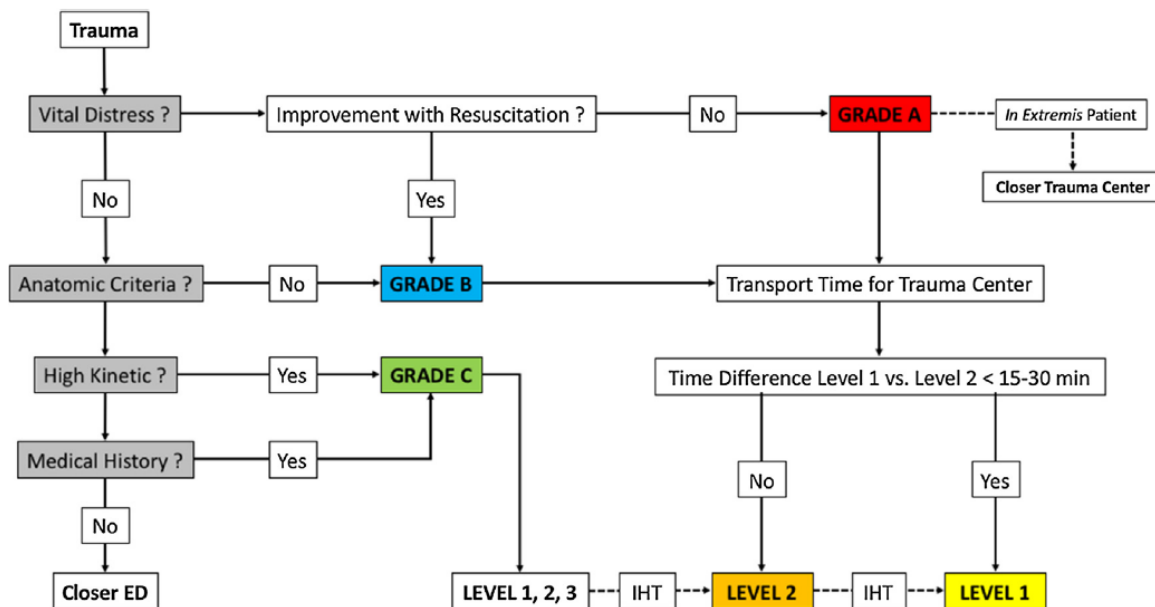 Trauma
Vital Distress ?
Improvement with Resuscitation ?
No
GRADE A
In Extremis Patient
Closer Trauma Center
No
Yes
Anatomic Criteria ?
No
GRADE B
Transport Time for Trauma Center
High Kinetic ?
Yes
GRADE C
Time Difference Level 1 vs. Level 2 < 15-30 min
Medical History ?
Yes
No
Yes
No
Closer ED
LEVEL 1, 2, 3
IHT
LEVEL 2
IHT
LEVEL 1